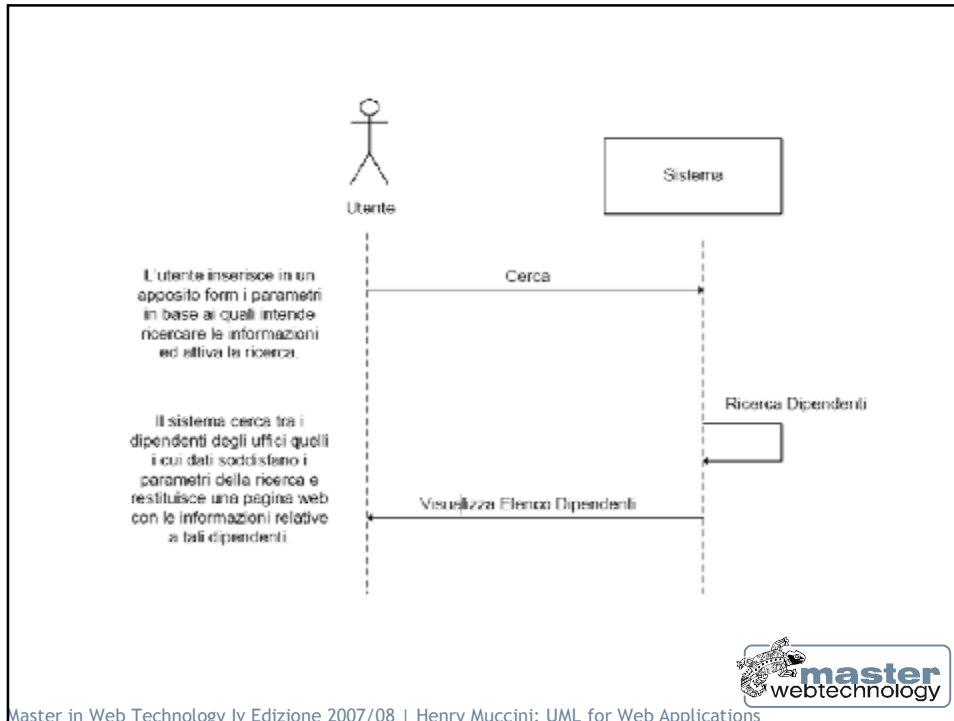 Utente
Sistema
L'utente inserisce in un
apposito form i parametri
in base ai quali intende
ricercare le informazioni
ed attiva la ricerca.
Cerca
Ricerca Dipendenti
Il sistema cerca tra i
dipendenti degli uffici quelli
i cui dati soddisfano i
parametri della ricerca e
restituisce una pagina web
con le informazioni relative
a tali dipendenti
Visualizza Elenco Dipendenti
master
webtechnology
Master in Web Technology Iv Edizione 2007/08 | Henry Muccini: UML for Web Applications